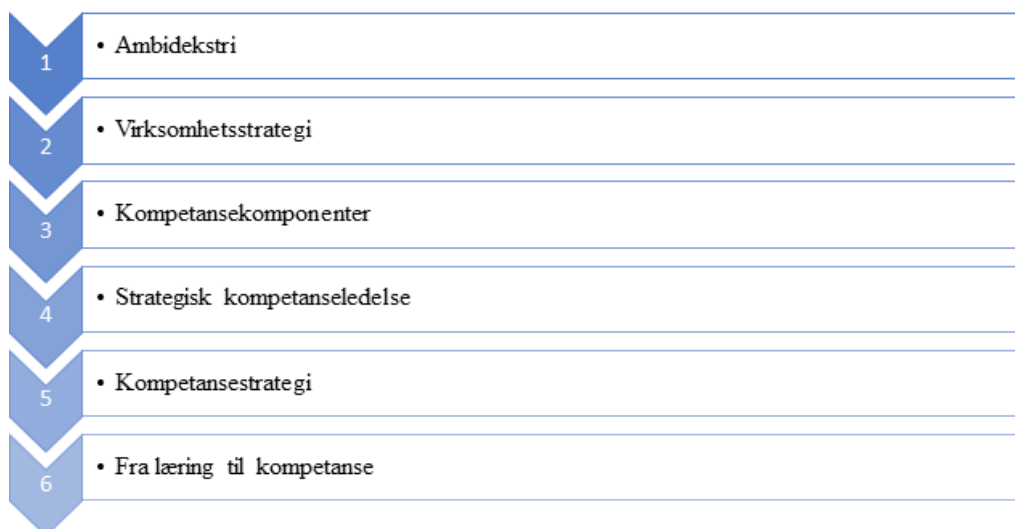 1
• Ambidekstri
2
• Virksomhetsstrategi
3
• Kompetansekomponenter
4
• Strategisk kompetanseledelse
5
• Kompetansestrategi
6
• Fra læring til kompetanse